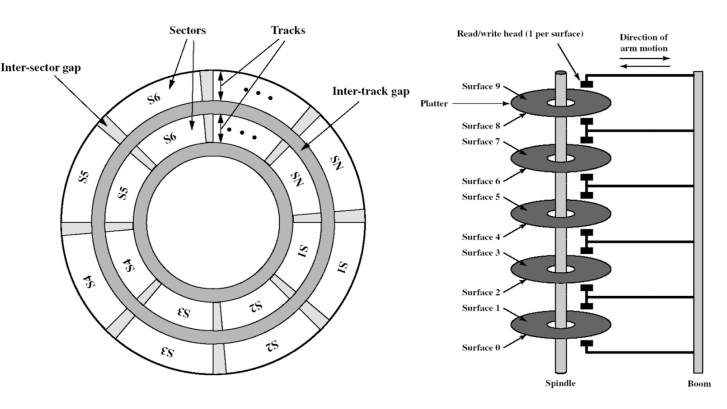 Sectors
Tracks
Inter-sector gap
Inter-track gap
S6
• • •
SN
S6
• • •
SN
S5
S5
S1
S1
S4
S4
S3
S2
S3
S2
Read/write head (1 per surface)
Direction of
arm motion
Surface 9
Platter
Surface 8
Surface 7
Surface 6
Surface 5
Surface 4
Surface 3
Surface 2
Surface 1
Surface 0
Spindle
Boom